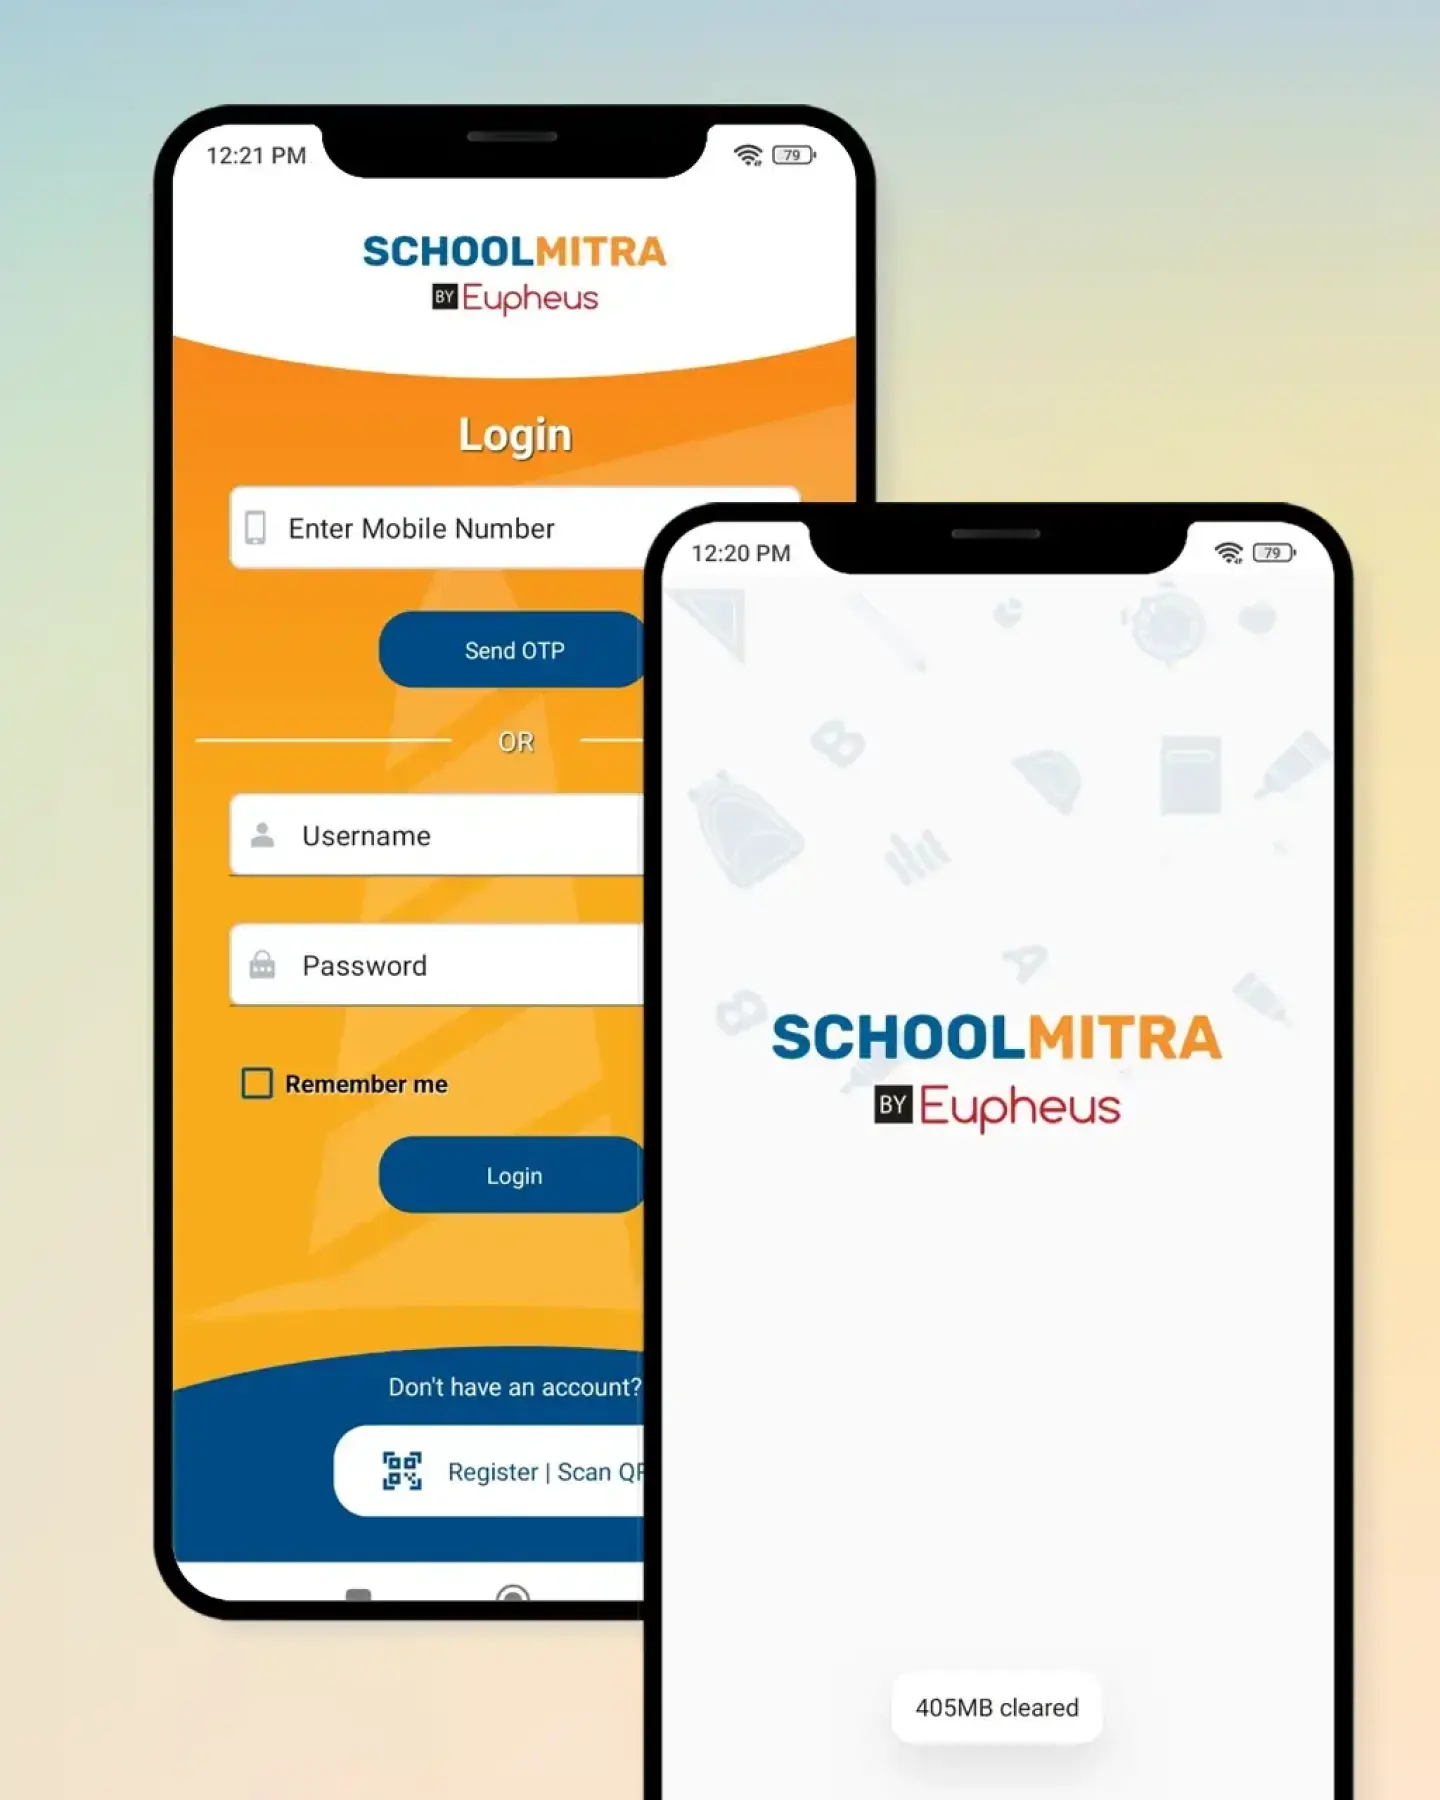 12:21 PM
79
SCHOOLMITRA
BY Eupheus
Login
Enter Mobile Number
Send OTP
OR
Username
Password
Remember me
Login
Don't have an account?
Register | Scan QR
12:20 PM
79
B
A
B
SCHOOLMITRA
BY Eupheus
405MB cleared